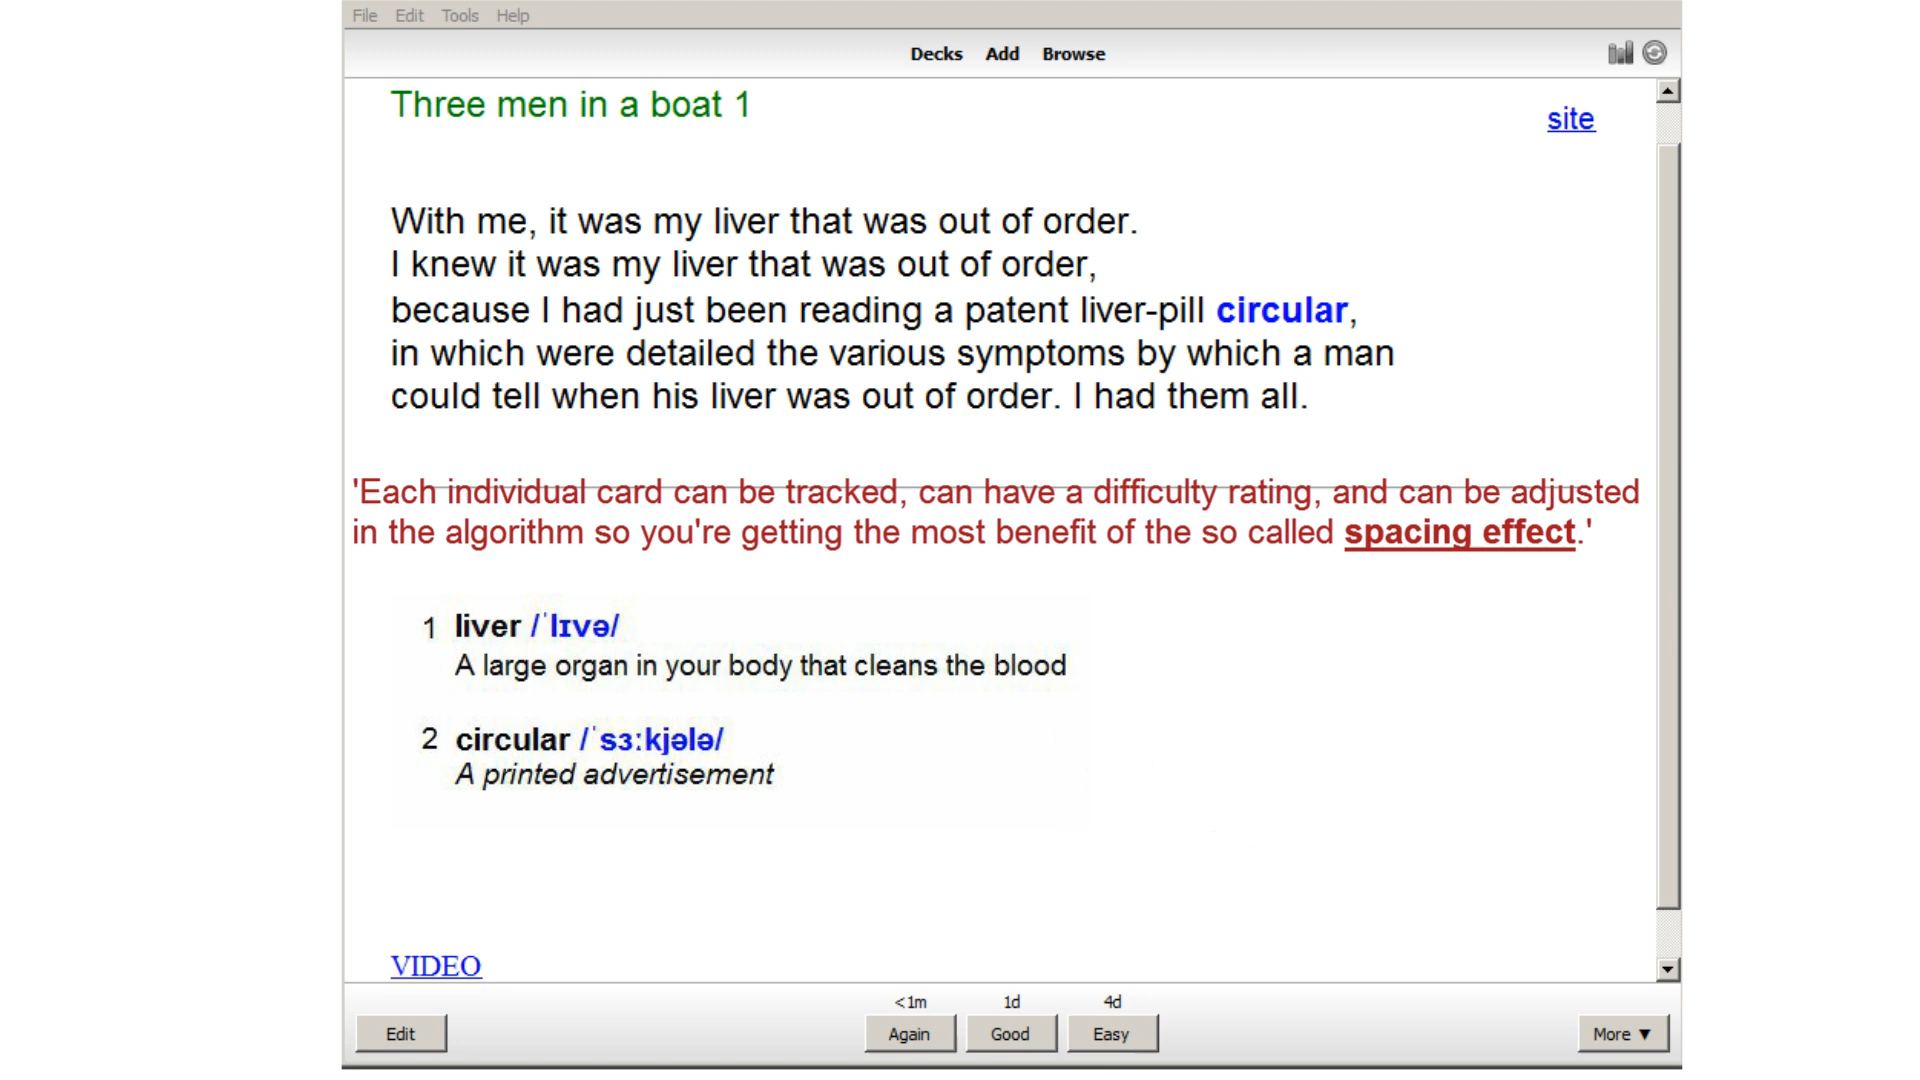 File Edit Tools Help
Decks Add Browse
Three men in a boat 1
site
With me, it was my liver that was out of order.
I knew it was my liver that was out of order,
because I had just been reading a patent liver-pill circular,
in which were detailed the various symptoms by which a man
could tell when his liver was out of order. I had them all.
'Each individual card can be tracked, can have a difficulty rating, and can be adjusted
in the algorithm so you're getting the most benefit of the so called spacing effect.'
1 liver /ˈlɪvə/
A large organ in your body that cleans the blood
2 circular /ˈsɜːkjələ/
A printed advertisement
VIDEO
<1m 1d 4d
Edit Again Good Easy More ▼